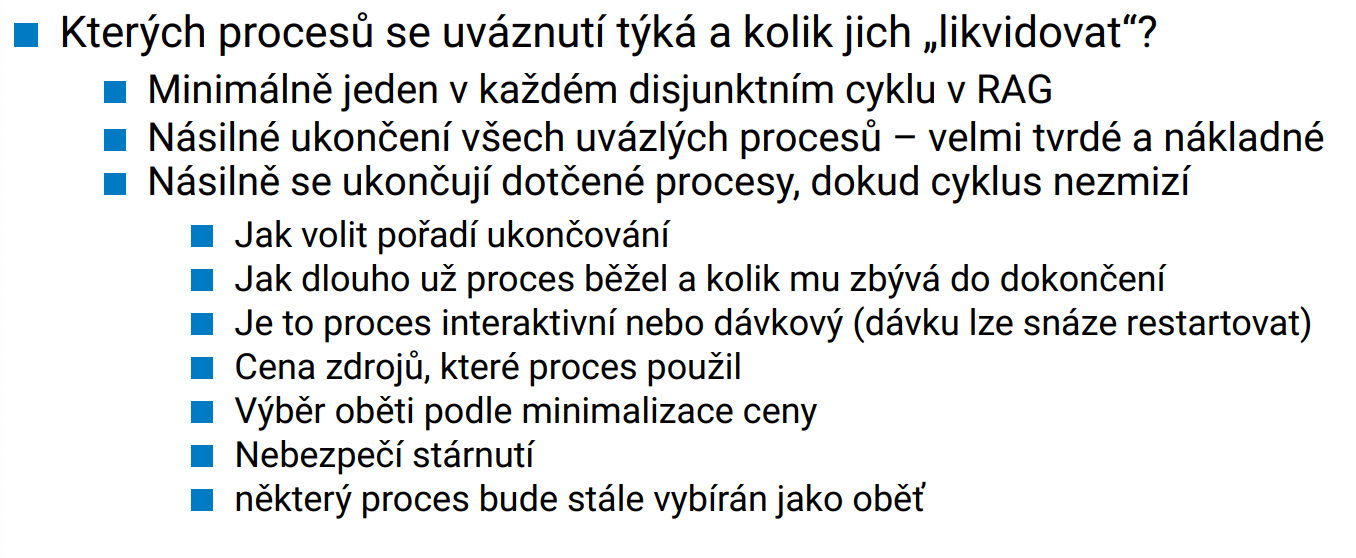 Kterých procesů se uváznutí týká a kolik jich „likvidovat“?
Minimálně jeden v každém disjunktním cyklu v RAG
Násilné ukončení všech uvázlých procesů – velmi tvrdé a nákladné
Násilně se ukončují dotčené procesy, dokud cyklus nezmizí
Jak volit pořadí ukončování
Jak dlouho už proces běžel a kolik mu zbývá do dokončení
Je to proces interaktivní nebo dávkový (dávku lze snáze restartovat)
Cena zdrojů, které proces použil
Výběr oběti podle minimalizace ceny
Nebezpečí stárnutí
některý proces bude stále vybírán jako oběť